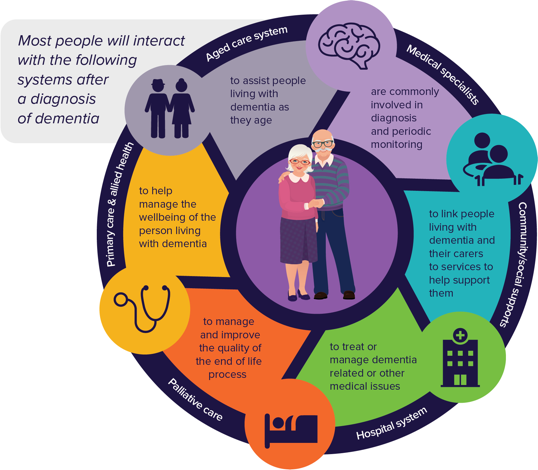 Most people will interact
with the following
systems after
a diagnosis
of dementia
Aged care system
to assist people
living with
dementia as
they age
Medical specialists
are commonly
involved in
diagnosis
and periodic
monitoring
Community/social supports
to link people
living with
dementia and
their carers
to services to
help support
them
Hospital system
to treat or
manage dementia
related or other
medical issues
Palliative care
to manage
and improve
the quality of
the end of life
process
Primary care & allied health
to help
manage the
wellbeing of the
person living
with dementia